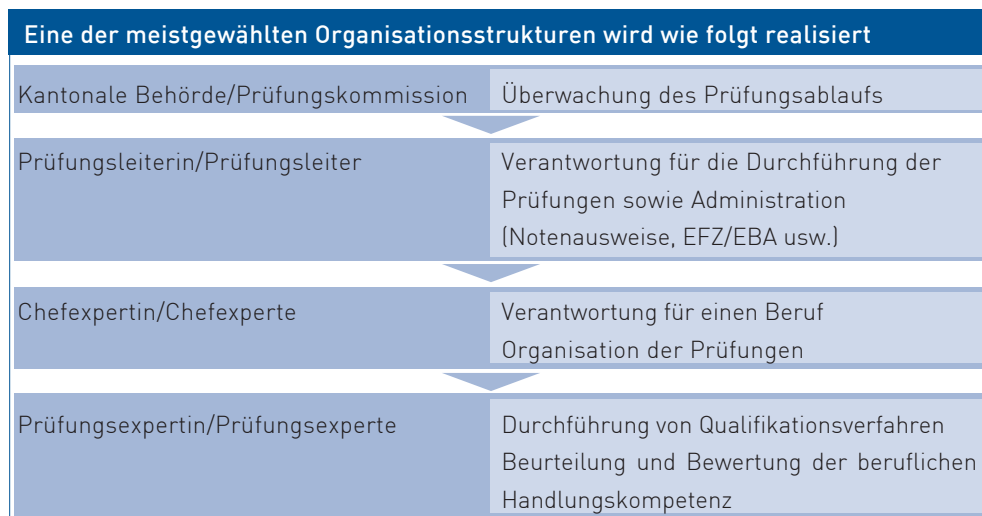 Eine der meistgewählten Organisationsstrukturen wird wie folgt realisiert
Kantonale Behörde/Prüfungskommission
Überwachung des Prüfungsablaufs
Prüfungsleiterin/Prüfungsleiter
Verantwortung für die Durchführung der
Prüfungen sowie Administration
(Notenausweise, EFZ/EBA usw.)
Chefexpertin/Chefexperte
Verantwortung für einen Beruf
Organisation der Prüfungen
Prüfungsexpertin/Prüfungsexperte
Durchführung von Qualifikationsverfahren
Beurteilung und Bewertung der beruflichen
Handlungskompetenz